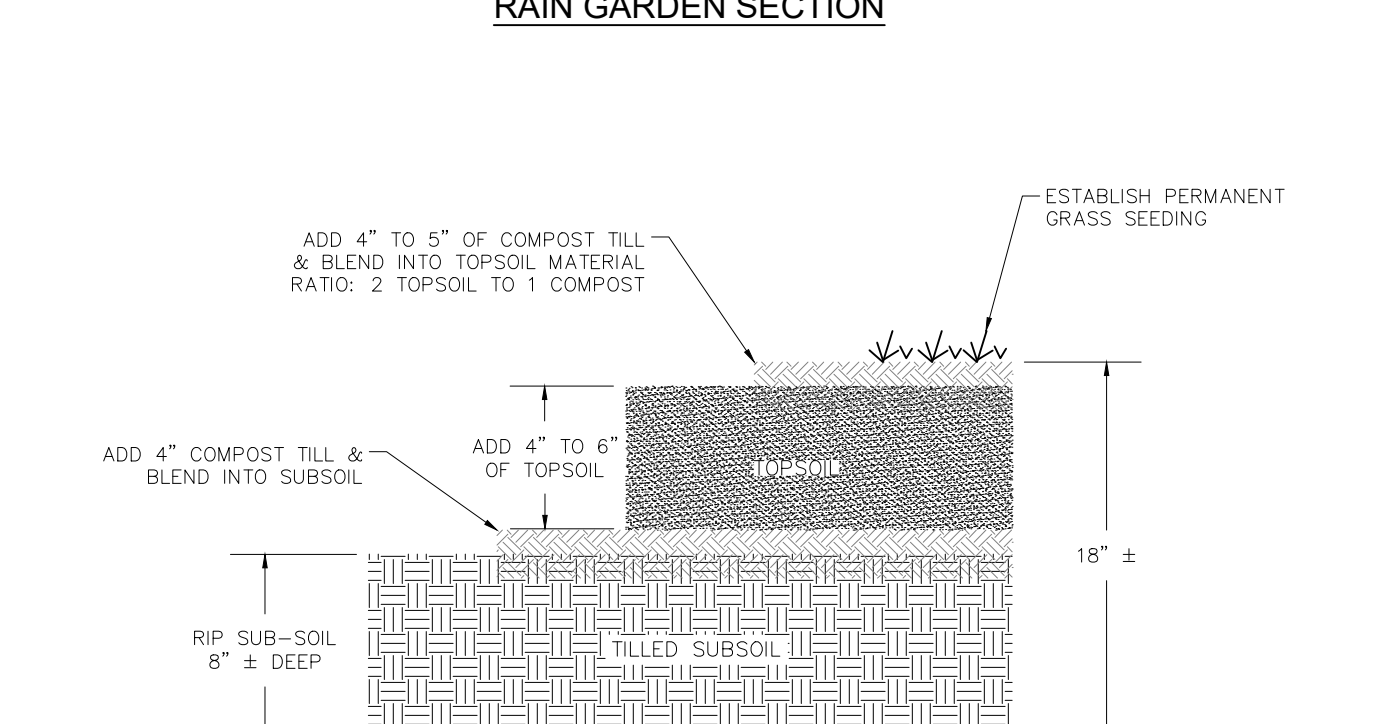 RAIN GARDEN SECTION
ESTABLISH PERMANENT
GRASS SEEDING
ADD 4” TO 5” OF COMPOST TILL
& BLEND INTO TOPSOIL MATERIAL
RATIO: 2 TOPSOIL TO 1 COMPOST
ADD 4” TO 6”
OF TOPSOIL
TOPSOIL
ADD 4” COMPOST TILL &
BLEND INTO SUBSOIL
18” ±
RIP SUB-SOIL
8” ± DEEP
TILLED SUBSOIL